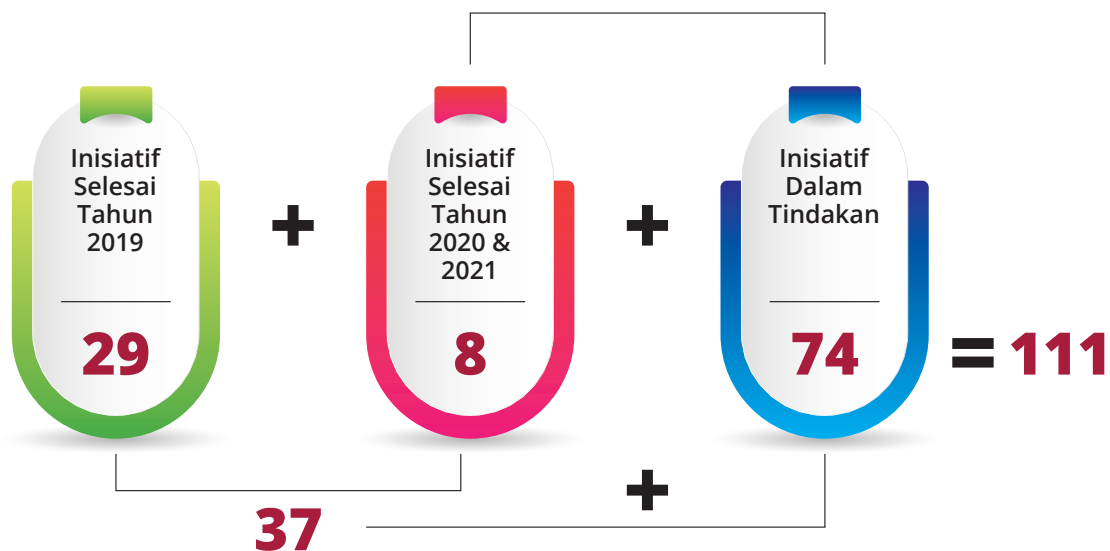 Inisiatif
Selesai
Tahun
2019
29
+
Inisiatif
Selesai
Tahun
2020 &
2021
8
+
Inisiatif
Dalam
Tindakan
74
= 111
37
+